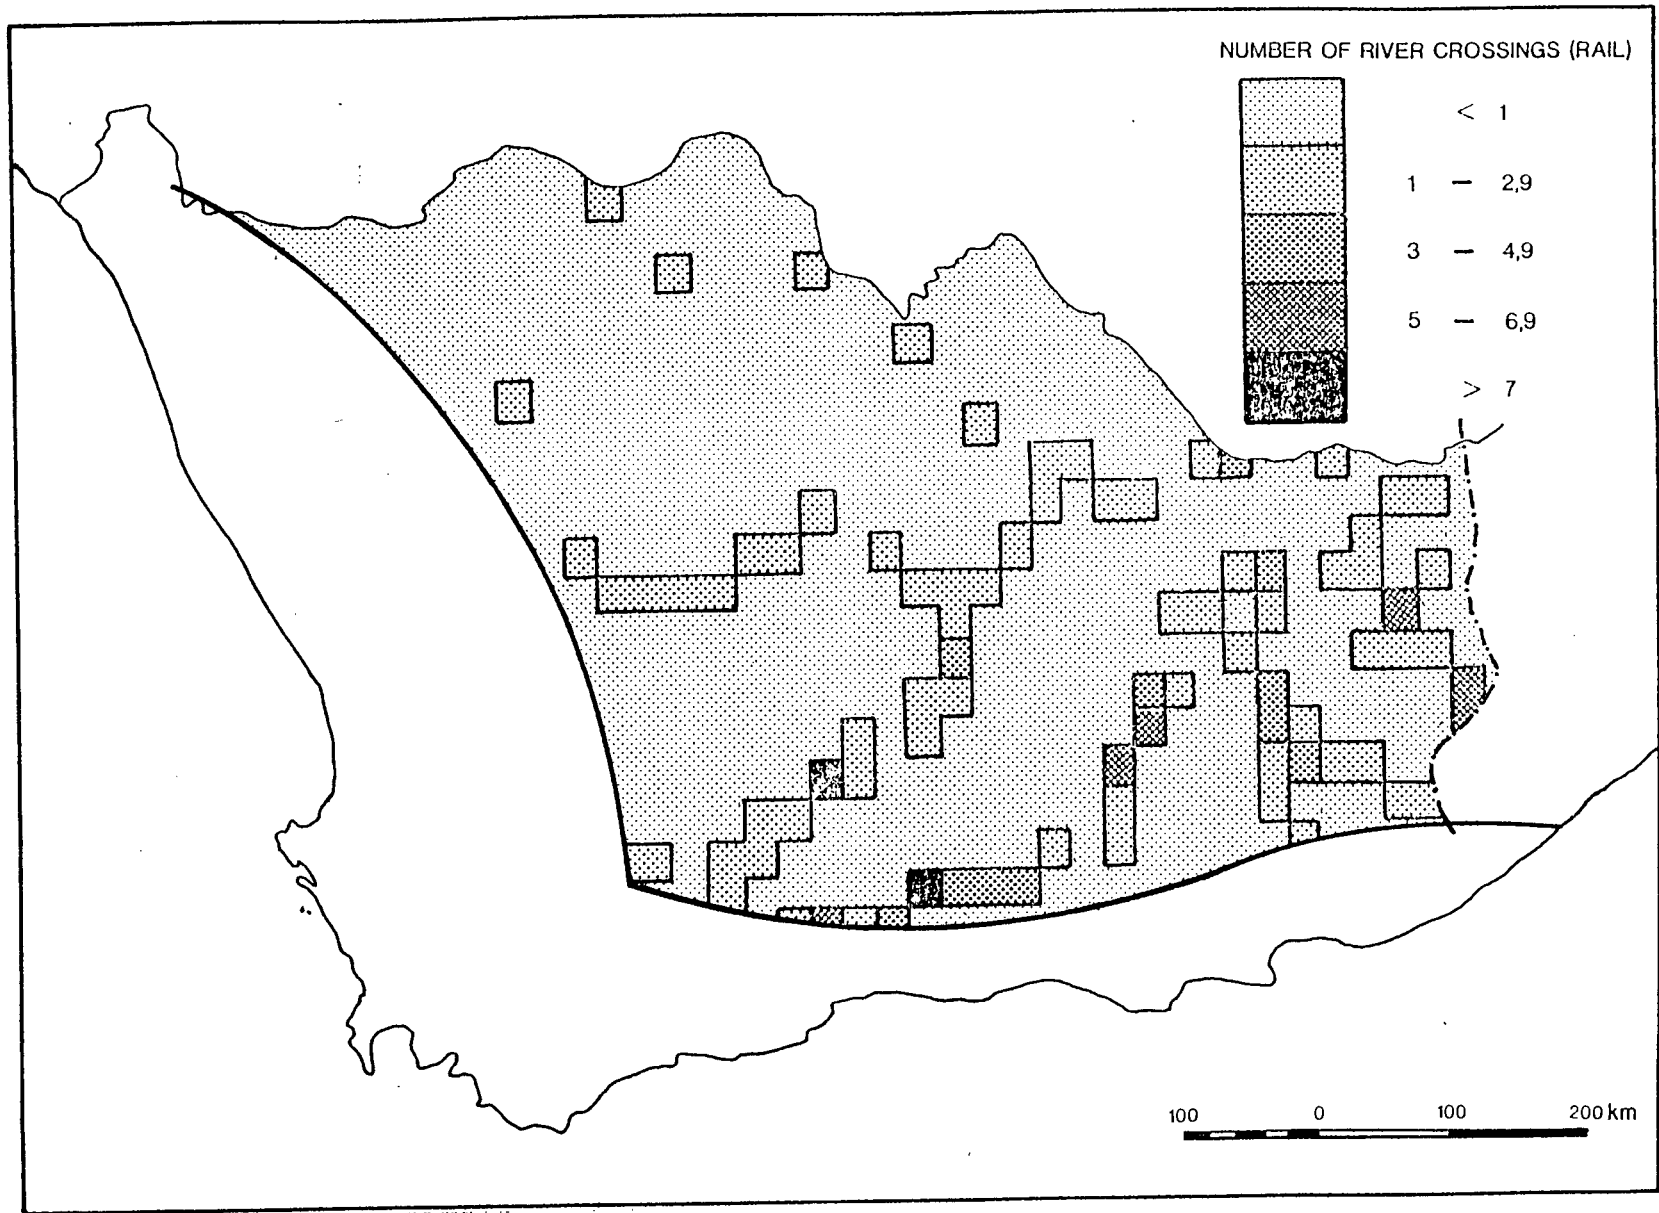 NUMBER OF RIVER CROSSINGS (RAIL)
< 1
1 – 2,9
3 – 4,9
5 – 6,9
> 7
100 0 100 200 km